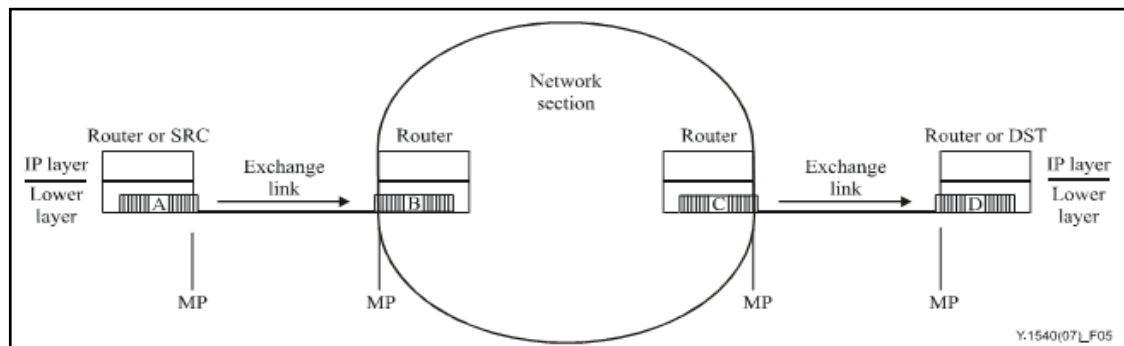 Network
section
Router or SRC
Router
Router
Router or DST
IP layer
Lower
layer
Exchange
link
Exchange
link
IP layer
Lower
layer
A
B
C
D
MP
MP
MP
MP
Y.1540(07)_F05